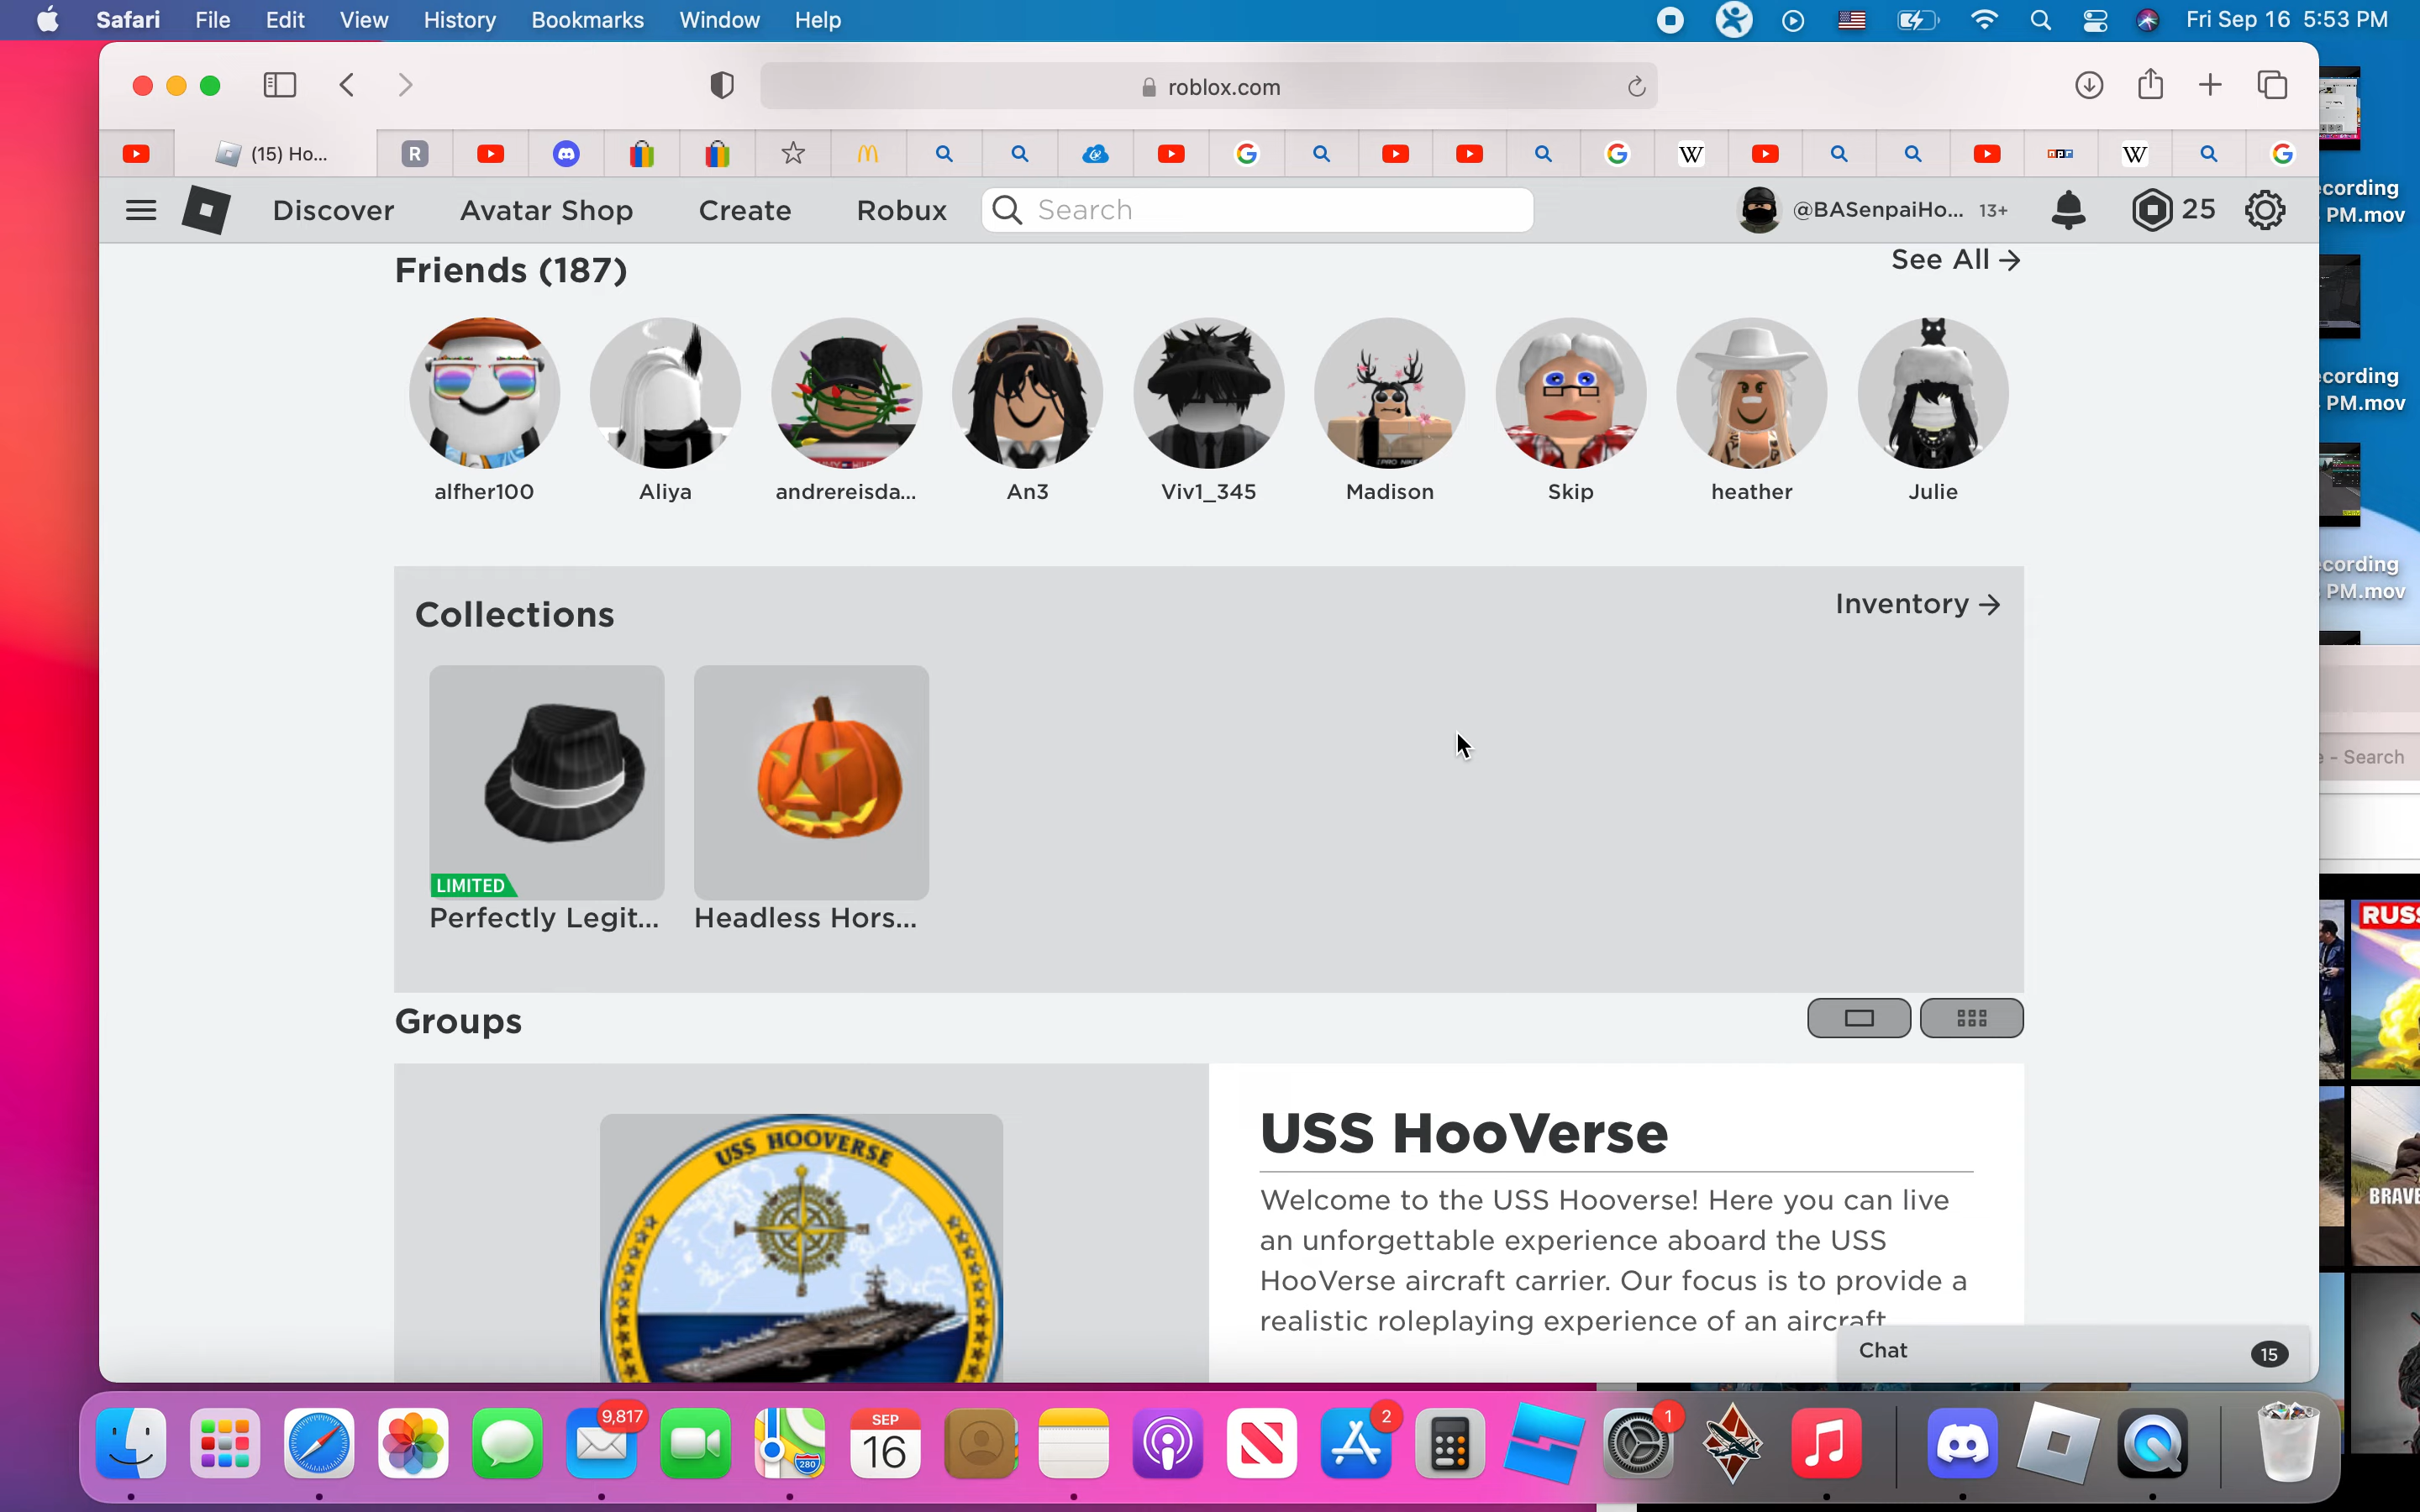 Safari File Edit View History Bookmarks Window Help Fri Sep 16 5:53 PM
roblox.com
(15) Ho... R W npr W
Discover Avatar Shop Create Robux Search @BASenpaiHo... 13+ 25
Friends (187) See All →
alfher100 Aliya andrereisda... An3 Viv1_345 Madison Skip heather Julie
Collections Inventory →
LIMITED
Perfectly Legit... Headless Hors...
Groups
USS HOOVERSE
USS HooVerse
Welcome to the USS Hooverse! Here you can live
an unforgettable experience aboard the USS
HooVerse aircraft carrier. Our focus is to provide a
realistic roleplaying experience of an aircraft
Chat 15
cording
PM.mov
cording
PM.mov
cording
PM.mov
- Search
RUSS
BRAVE
9,817 280 SEP 16 2 1